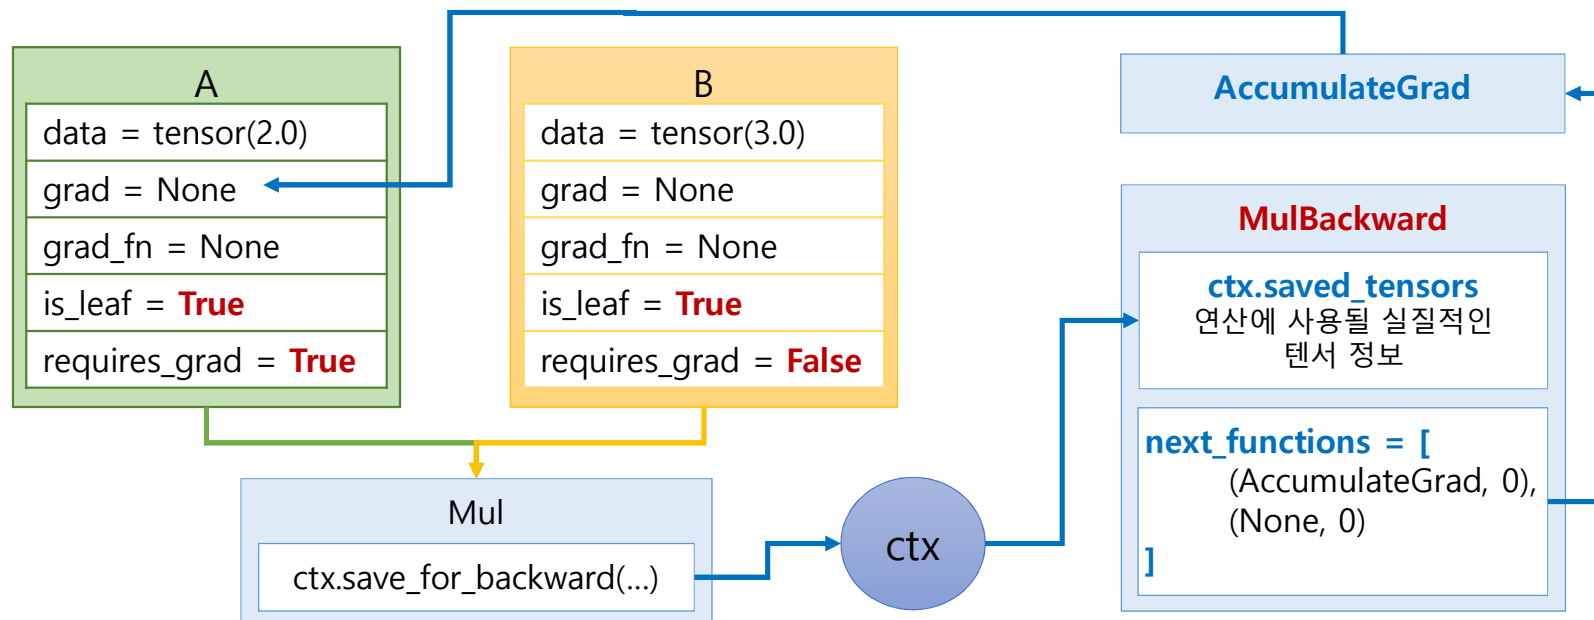 A
data = tensor(2.0)
grad = None
grad_fn = None
is_leaf = True
requires_grad = True
B
data = tensor(3.0)
grad = None
grad_fn = None
is_leaf = True
requires_grad = False
Mul
ctx.save_for_backward(...)
ctx
AccumulateGrad
MulBackward
ctx.saved_tensors
연산에 사용될 실질적인
텐서 정보
next_functions = [
(AccumulateGrad, 0),
(None, 0)
]